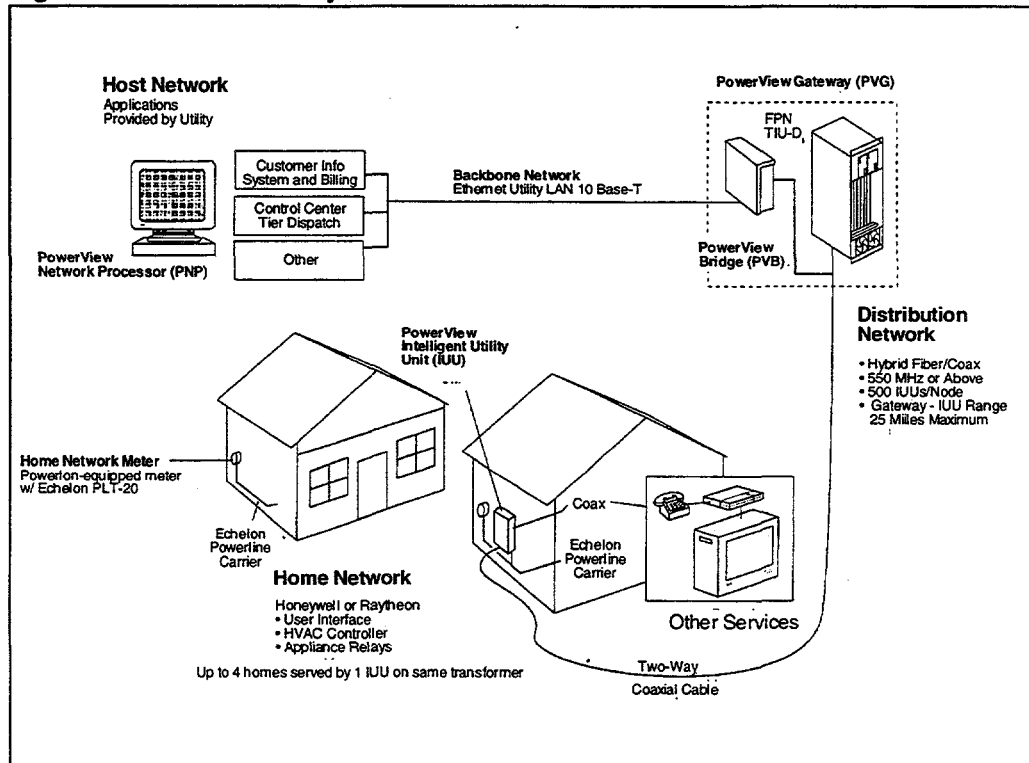 Host Network
Applications
Provided by Utility
PowerView
Network Processor (PNP)
Customer Info
System and Billing
Control Center
Tier Dispatch
Other
Backbone Network
Ethernet Utility LAN 10 Base-T
PowerView Gateway (PVG)
FPN
TIU-D
PowerView
Bridge (PVB)
Distribution
Network
• Hybrid Fiber/Coax
• 550 MHz or Above
• 500 IUUs/Node
• Gateway - IUU Range
25 Miles Maximum
PowerView
Intelligent Utility
Unit (IUU)
Home Network Meter
Powerlon-equipped meter
w/ Echelon PLT-20
Echelon
Powerline
Carrier
Home Network
Honeywell or Raytheon
• User Interface
• HVAC Controller
• Appliance Relays
Up to 4 homes served by 1 IUU on same transformer
Coax
Echelon
Powerline
Carrier
Other Services
Two-Way
Coaxial Cable